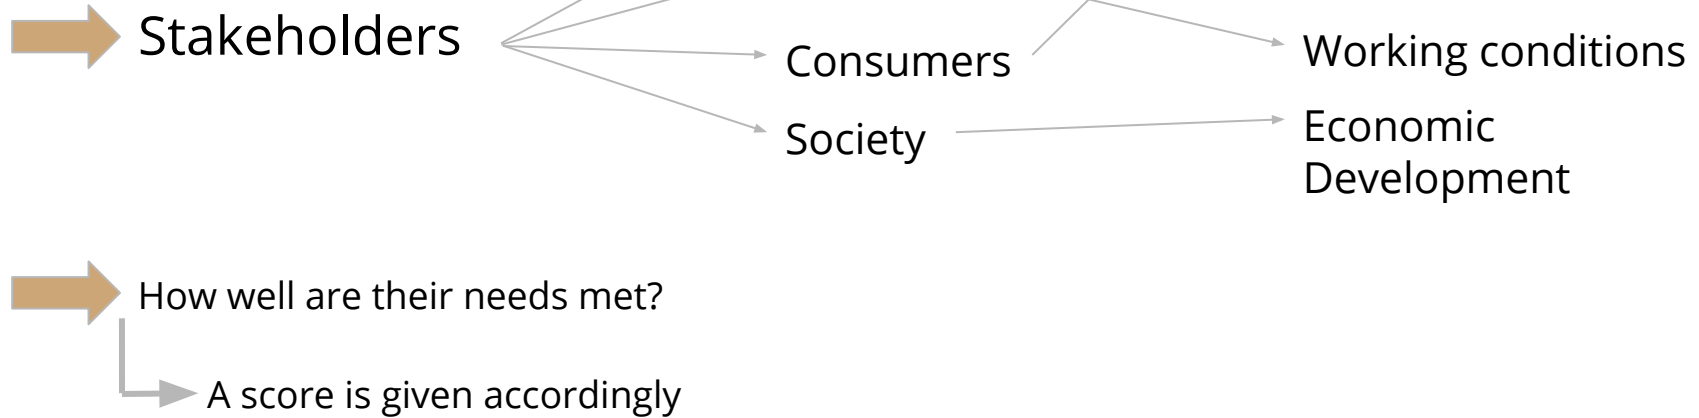 Stakeholders
Consumers
Working conditions
Society
Economic
Development
How well are their needs met?
A score is given accordingly